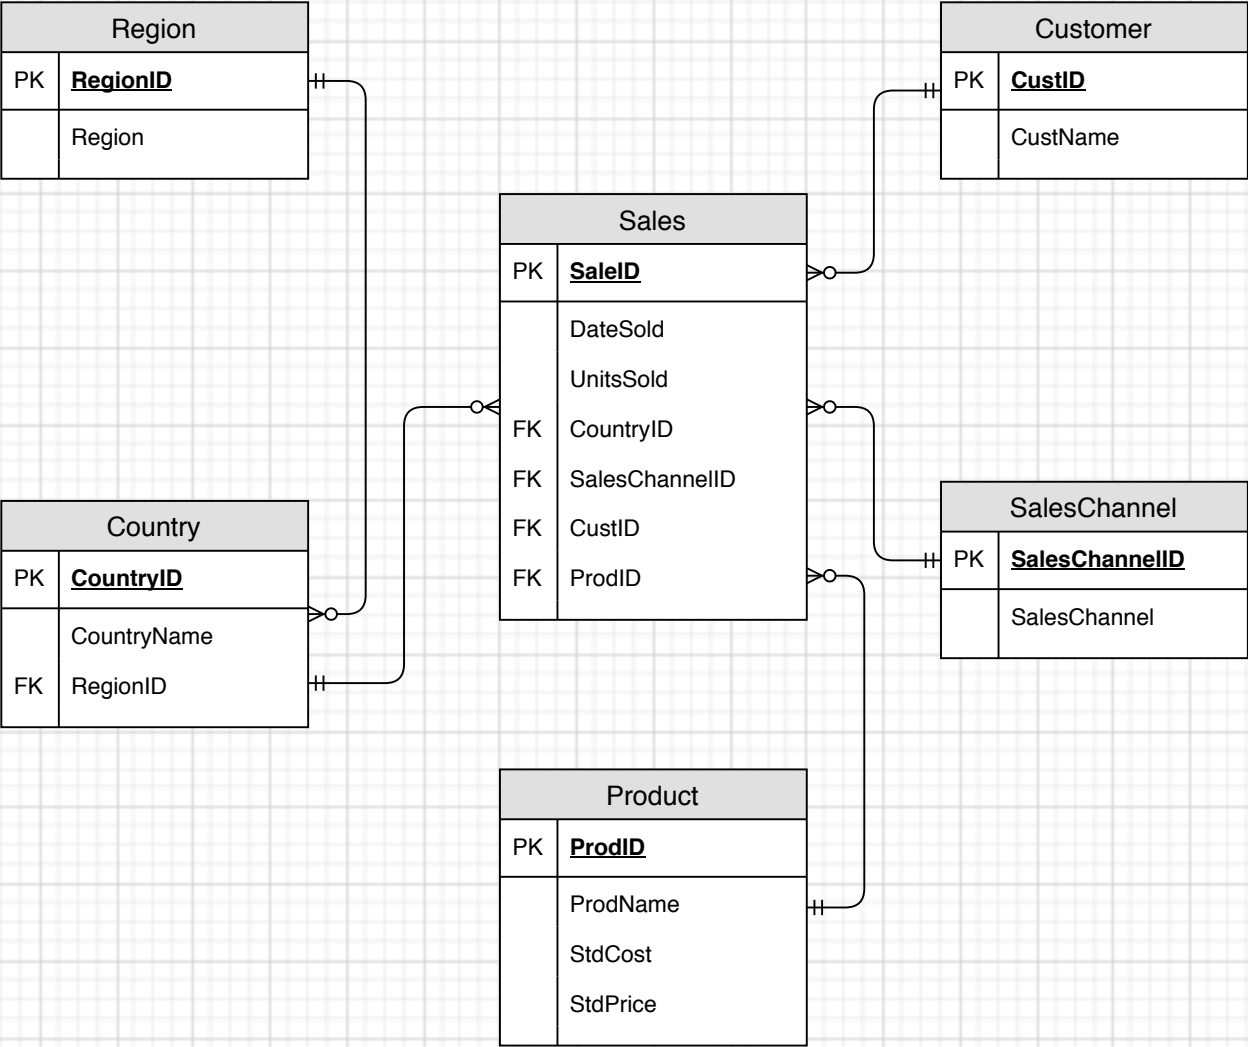 Region
PK RegionID
Region
Customer
PK CustID
CustName
Sales
PK SaleID
DateSold
UnitsSold
FK CountryID
FK SalesChannelID
FK CustID
FK ProdID
Country
PK CountryID
CountryName
FK RegionID
SalesChannel
PK SalesChannelID
SalesChannel
Product
PK ProdID
ProdName
StdCost
StdPrice